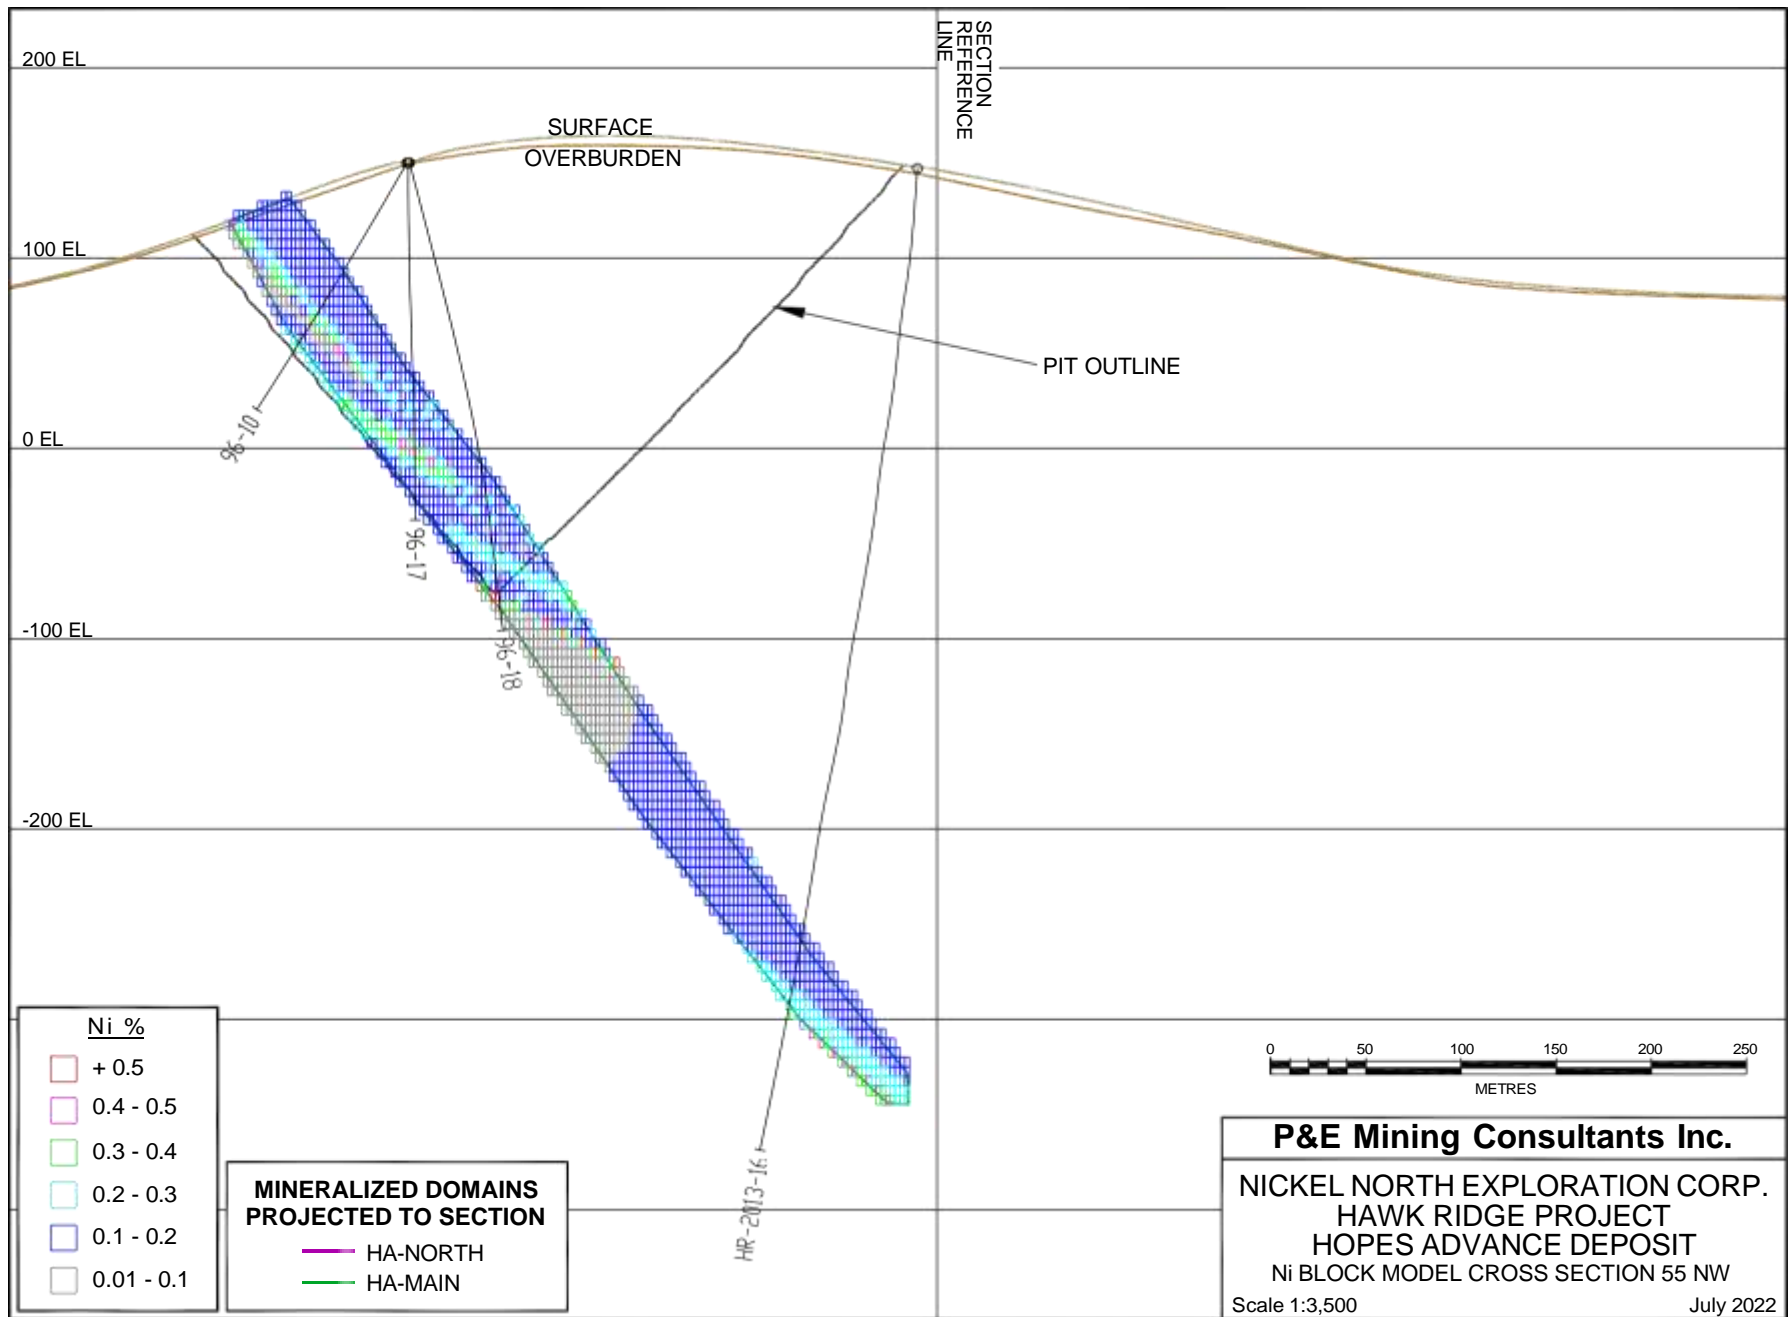 SECTION
REFERENCE
LINE
200 EL
SURFACE
OVERBURDEN
100 EL
PIT OUTLINE
96-10
0 EL
96-17
-100 EL
96-18
-200 EL
HR-2013-16
Ni %
+ 0.5
0.4 - 0.5
0.3 - 0.4
0.2 - 0.3
0.1 - 0.2
0.01 - 0.1
MINERALIZED DOMAINS
PROJECTED TO SECTION
HA-NORTH
HA-MAIN
0 50 100 150 200 250
METRES
P&E Mining Consultants Inc.
NICKEL NORTH EXPLORATION CORP.
HAWK RIDGE PROJECT
HOPES ADVANCE DEPOSIT
Ni BLOCK MODEL CROSS SECTION 55 NW
Scale 1:3,500 July 2022